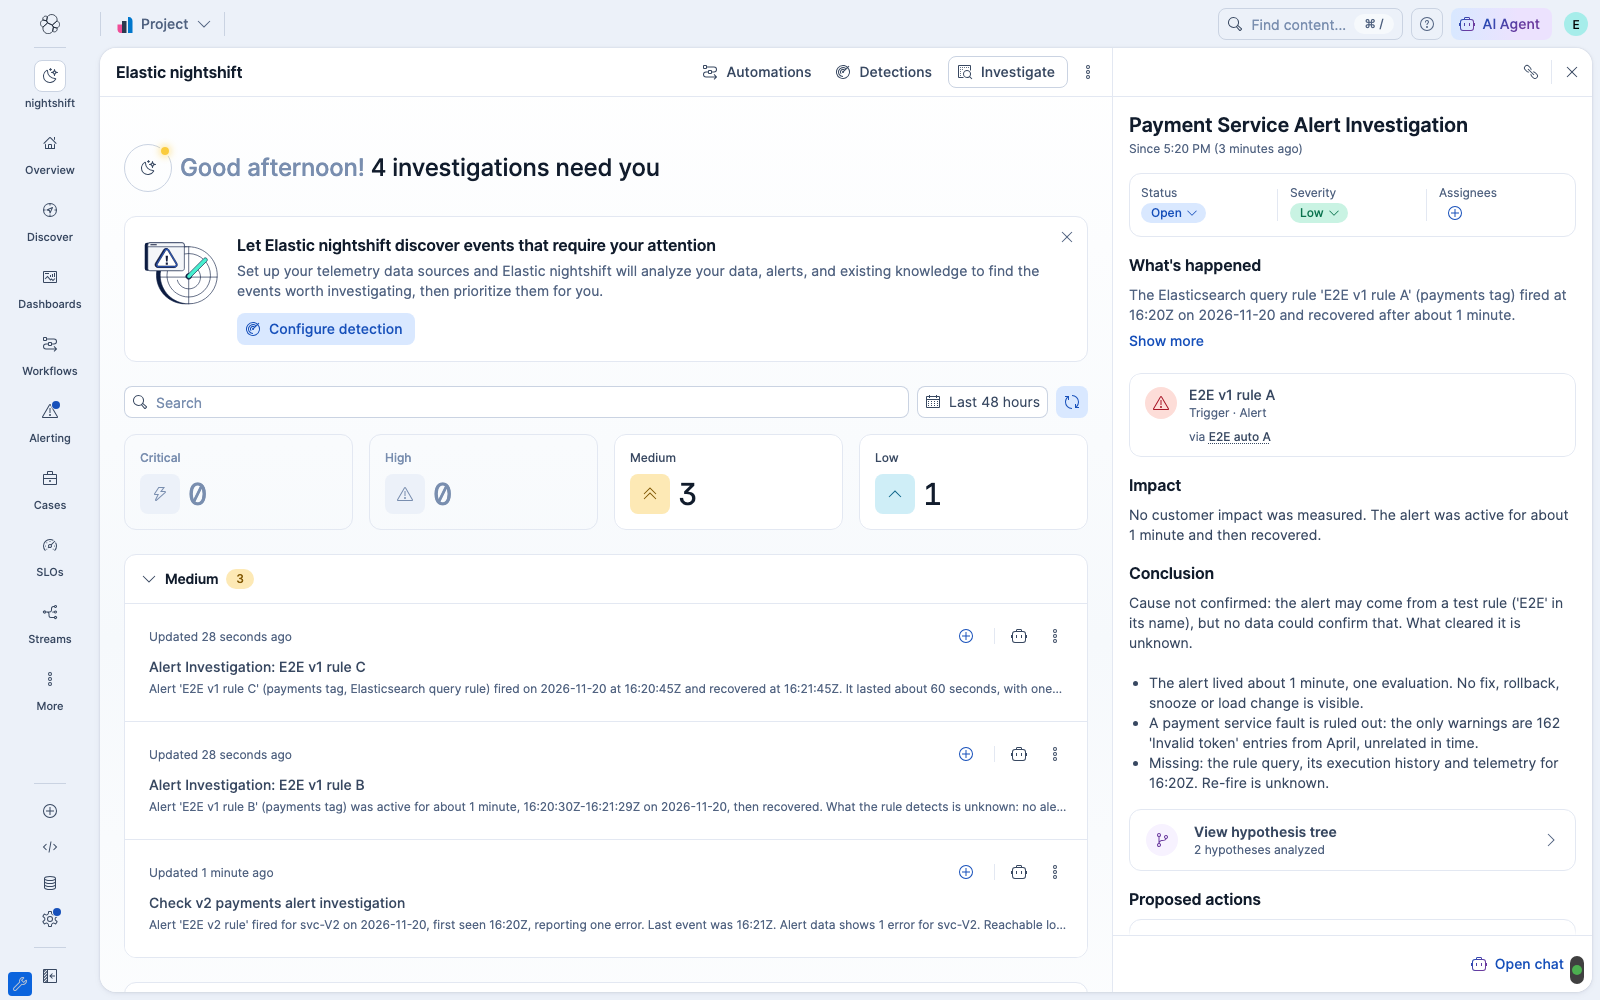 Project
Find content...
⌘ /
AI Agent
E
nightshift
Overview
Discover
Dashboards
Workflows
Alerting
Cases
SLOs
Streams
More
Elastic nightshift
Automations
Detections
Investigate
Good afternoon! 4 investigations need you
Let Elastic nightshift discover events that require your attention
Set up your telemetry data sources and Elastic nightshift will analyze your data, alerts, and existing knowledge to find the
events worth investigating, then prioritize them for you.
Configure detection
Search
Last 48 hours
Critical
0
High
0
Medium
3
Low
1
Medium 3
Updated 28 seconds ago
Alert Investigation: E2E v1 rule C
Alert 'E2E v1 rule C' (payments tag, Elasticsearch query rule) fired on 2026-11-20 at 16:20:45Z and recovered at 16:21:45Z. It lasted about 60 seconds, with one...
Updated 28 seconds ago
Alert Investigation: E2E v1 rule B
Alert 'E2E v1 rule B' (payments tag) was active for about 1 minute, 16:20:30Z-16:21:29Z on 2026-11-20, then recovered. What the rule detects is unknown: no ale...
Updated 1 minute ago
Check v2 payments alert investigation
Alert 'E2E v2 rule' fired for svc-V2 on 2026-11-20, first seen 16:20Z, reporting one error. Last event was 16:21Z. Alert data shows 1 error for svc-V2. Reachable lo...
Payment Service Alert Investigation
Since 5:20 PM (3 minutes ago)
Status
Open
Severity
Low
Assignees
What's happened
The Elasticsearch query rule 'E2E v1 rule A' (payments tag) fired at
16:20Z on 2026-11-20 and recovered after about 1 minute.
Show more
E2E v1 rule A
Trigger · Alert
via E2E auto A
Impact
No customer impact was measured. The alert was active for about
1 minute and then recovered.
Conclusion
Cause not confirmed: the alert may come from a test rule ('E2E' in
its name), but no data could confirm that. What cleared it is
unknown.
• The alert lived about 1 minute, one evaluation. No fix, rollback,
snooze or load change is visible.
• A payment service fault is ruled out: the only warnings are 162
'Invalid token' entries from April, unrelated in time.
• Missing: the rule query, its execution history and telemetry for
16:20Z. Re-fire is unknown.
View hypothesis tree
2 hypotheses analyzed
Proposed actions
Open chat